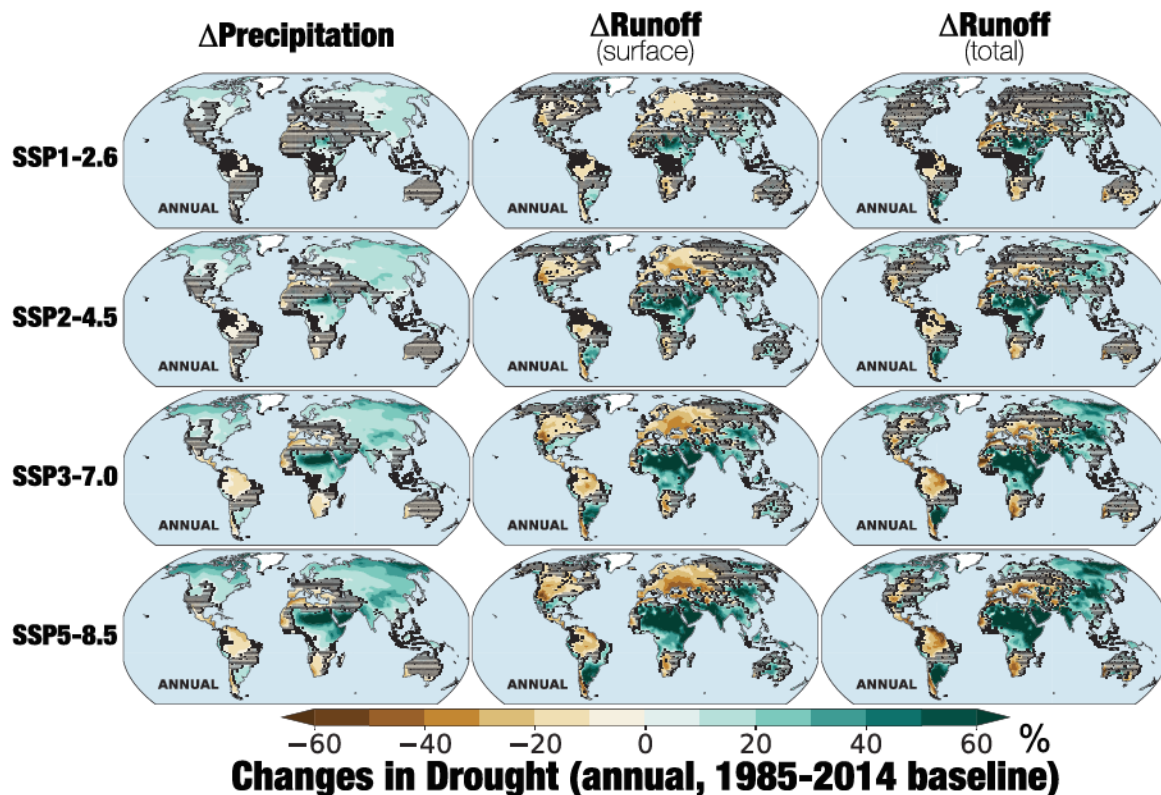 ΔPrecipitation ΔRunoff ΔRunoff
(surface) (total)
SSP1-2.6
ANNUAL ANNUAL ANNUAL
SSP2-4.5
ANNUAL ANNUAL ANNUAL
SSP3-7.0
ANNUAL ANNUAL ANNUAL
SSP5-8.5
ANNUAL ANNUAL ANNUAL
−60 −40 −20 0 20 40 60 %
Changes in Drought (annual, 1985-2014 baseline)